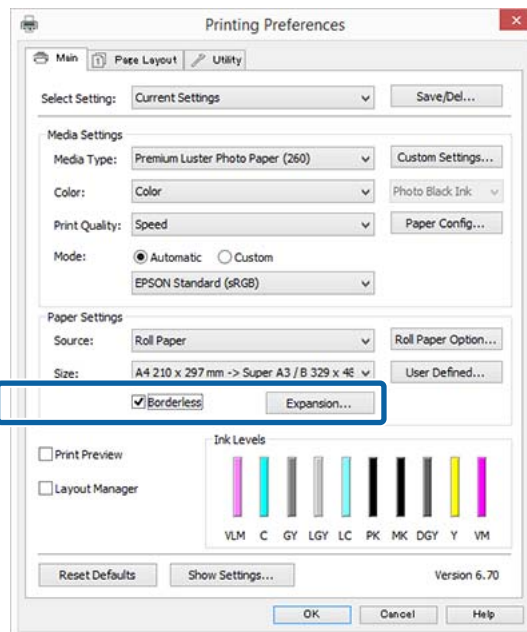 Printing Preferences
Main Page Layout Utility
Select Setting: Current Settings Save/Del...
Media Settings
Media Type: Premium Luster Photo Paper (260) Custom Settings...
Color: Color Photo Black Ink
Print Quality: Speed Paper Config...
Mode: Automatic Custom
EPSON Standard (sRGB)
Paper Settings
Source: Roll Paper Roll Paper Option...
Size: A4 210 x 297 mm -> Super A3 / B 329 x 48 User Defined...
Borderless Expansion...
Ink Levels
Print Preview
Layout Manager
VLM C GY LGY LC PK MK DGY Y VM
Reset Defaults Show Settings... Version 6.70
OK Cancel Help